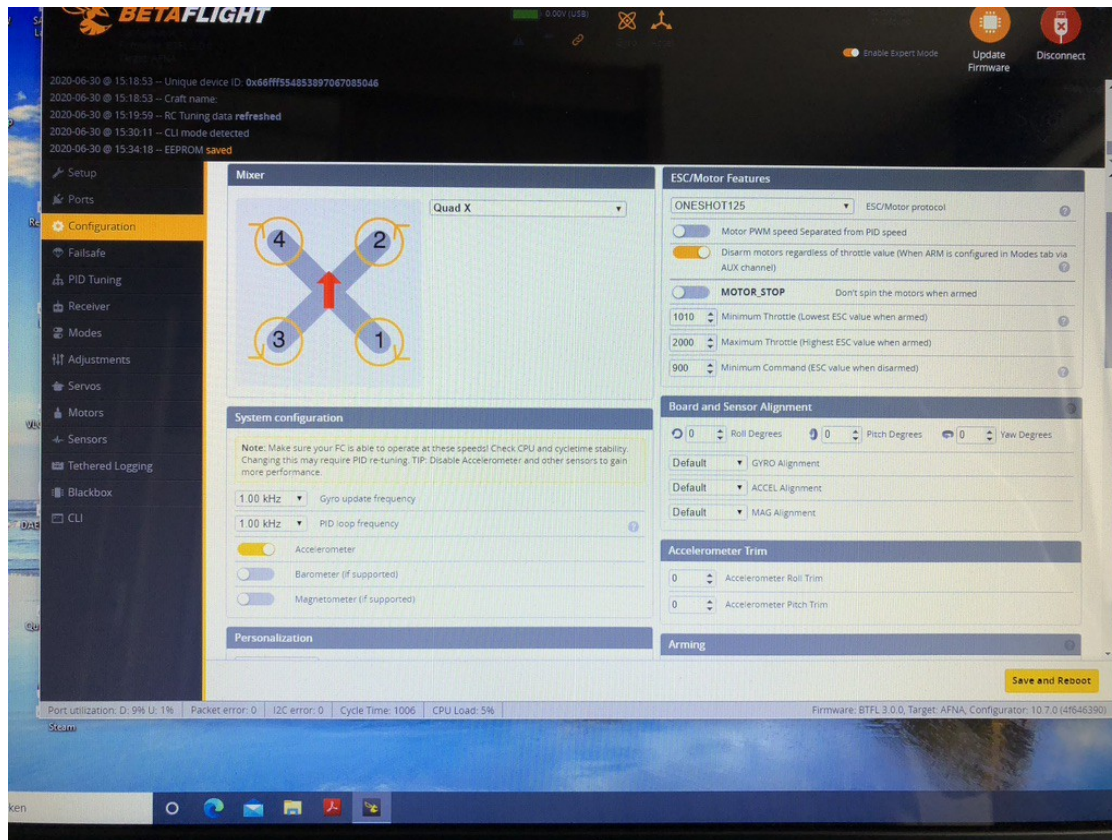 BETAFLIGHT
0.00V (USB)
Enable Expert Mode
Update
Firmware
Disconnect
2020-06-30 @ 15:18:53 -- Unique device ID: 0x66fff554853897067085046
2020-06-30 @ 15:18:53 -- Craft name:
2020-06-30 @ 15:19:59 -- RC Tuning data refreshed
2020-06-30 @ 15:30:11 -- CLI mode detected
2020-06-30 @ 15:34:18 -- EEPROM saved
Setup
Ports
Configuration
Failsafe
PID Tuning
Receiver
Modes
Adjustments
Servos
Motors
Sensors
Tethered Logging
Blackbox
CLI
Mixer
Quad X
4
2
3
1
System configuration
Note: Make sure your FC is able to operate at these speeds! Check CPU and cycletime stability.
Changing this may require PID re-tuning. TIP: Disable Accelerometer and other sensors to gain
more performance.
1.00 kHz Gyro update frequency
1.00 kHz PID loop frequency
Accelerometer
Barometer (if supported)
Magnetometer (if supported)
Personalization
ESC/Motor Features
ONESHOT125 ESC/Motor protocol
Motor PWM speed Separated from PID speed
Disarm motors regardless of throttle value (When ARM is configured in Modes tab via
AUX channel)
MOTOR_STOP Don't spin the motors when armed
1010 Minimum Throttle (Lowest ESC value when armed)
2000 Maximum Throttle (Highest ESC value when armed)
900 Minimum Command (ESC value when disarmed)
Board and Sensor Alignment
0 Roll Degrees 0 Pitch Degrees 0 Yaw Degrees
Default GYRO Alignment
Default ACCEL Alignment
Default MAG Alignment
Accelerometer Trim
0 Accelerometer Roll Trim
0 Accelerometer Pitch Trim
Arming
Save and Reboot
Port utilization: D: 9% U: 1% Packet error: 0 I2C error: 0 Cycle Time: 1006 CPU Load: 5%
Firmware: BTFL 3.0.0, Target: AFNA, Configurator: 10.7.0 (4f646390)
Steam
ken